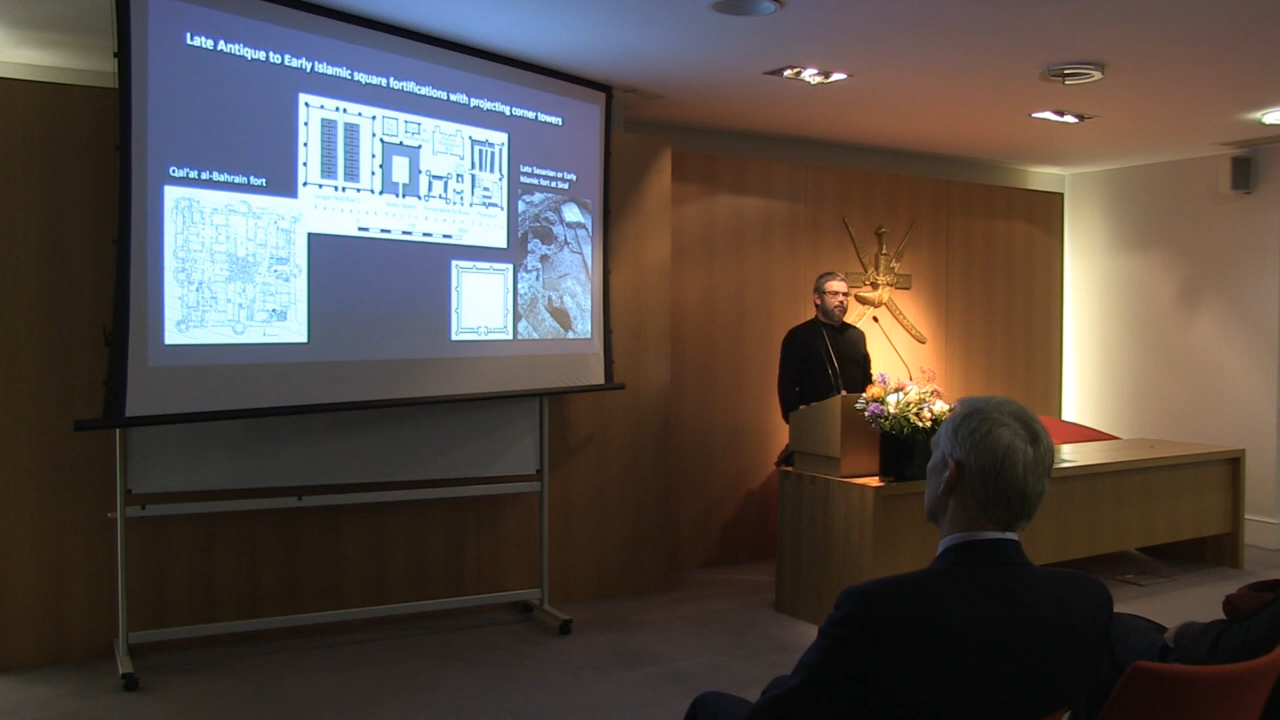 Late Antique to Early Islamic square fortifications with projecting corner towers
Qal'at al-Bahrain fort
Late Sasanian or Early
Islamic fort at Siraf